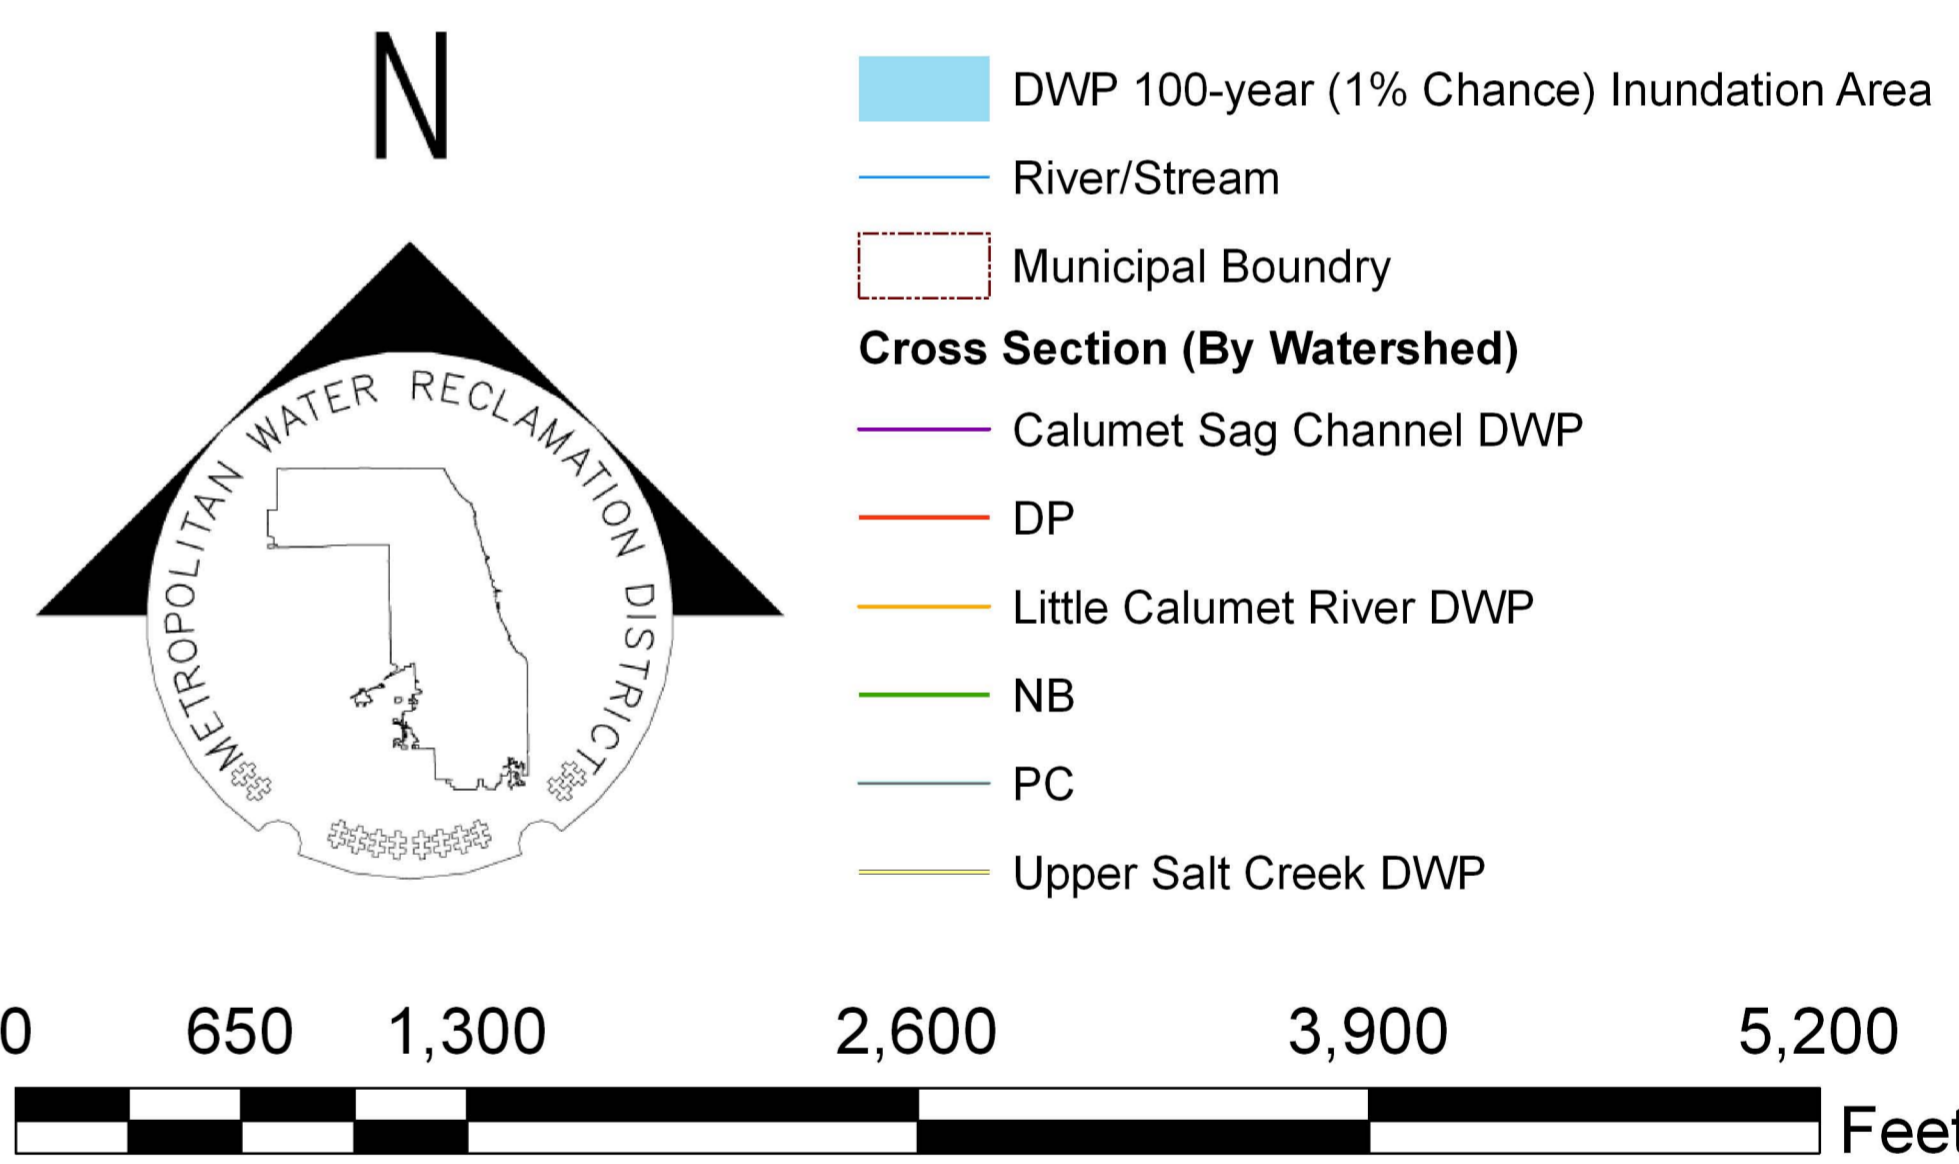 N
METROPOLITAN WATER RECLAMATION DISTRICT
DWP 100-year (1% Chance) Inundation Area
River/Stream
Municipal Boundry
Cross Section (By Watershed)
Calumet Sag Channel DWP
DP
Little Calumet River DWP
NB
PC
Upper Salt Creek DWP
0 650 1,300 2,600 3,900 5,200
Feet